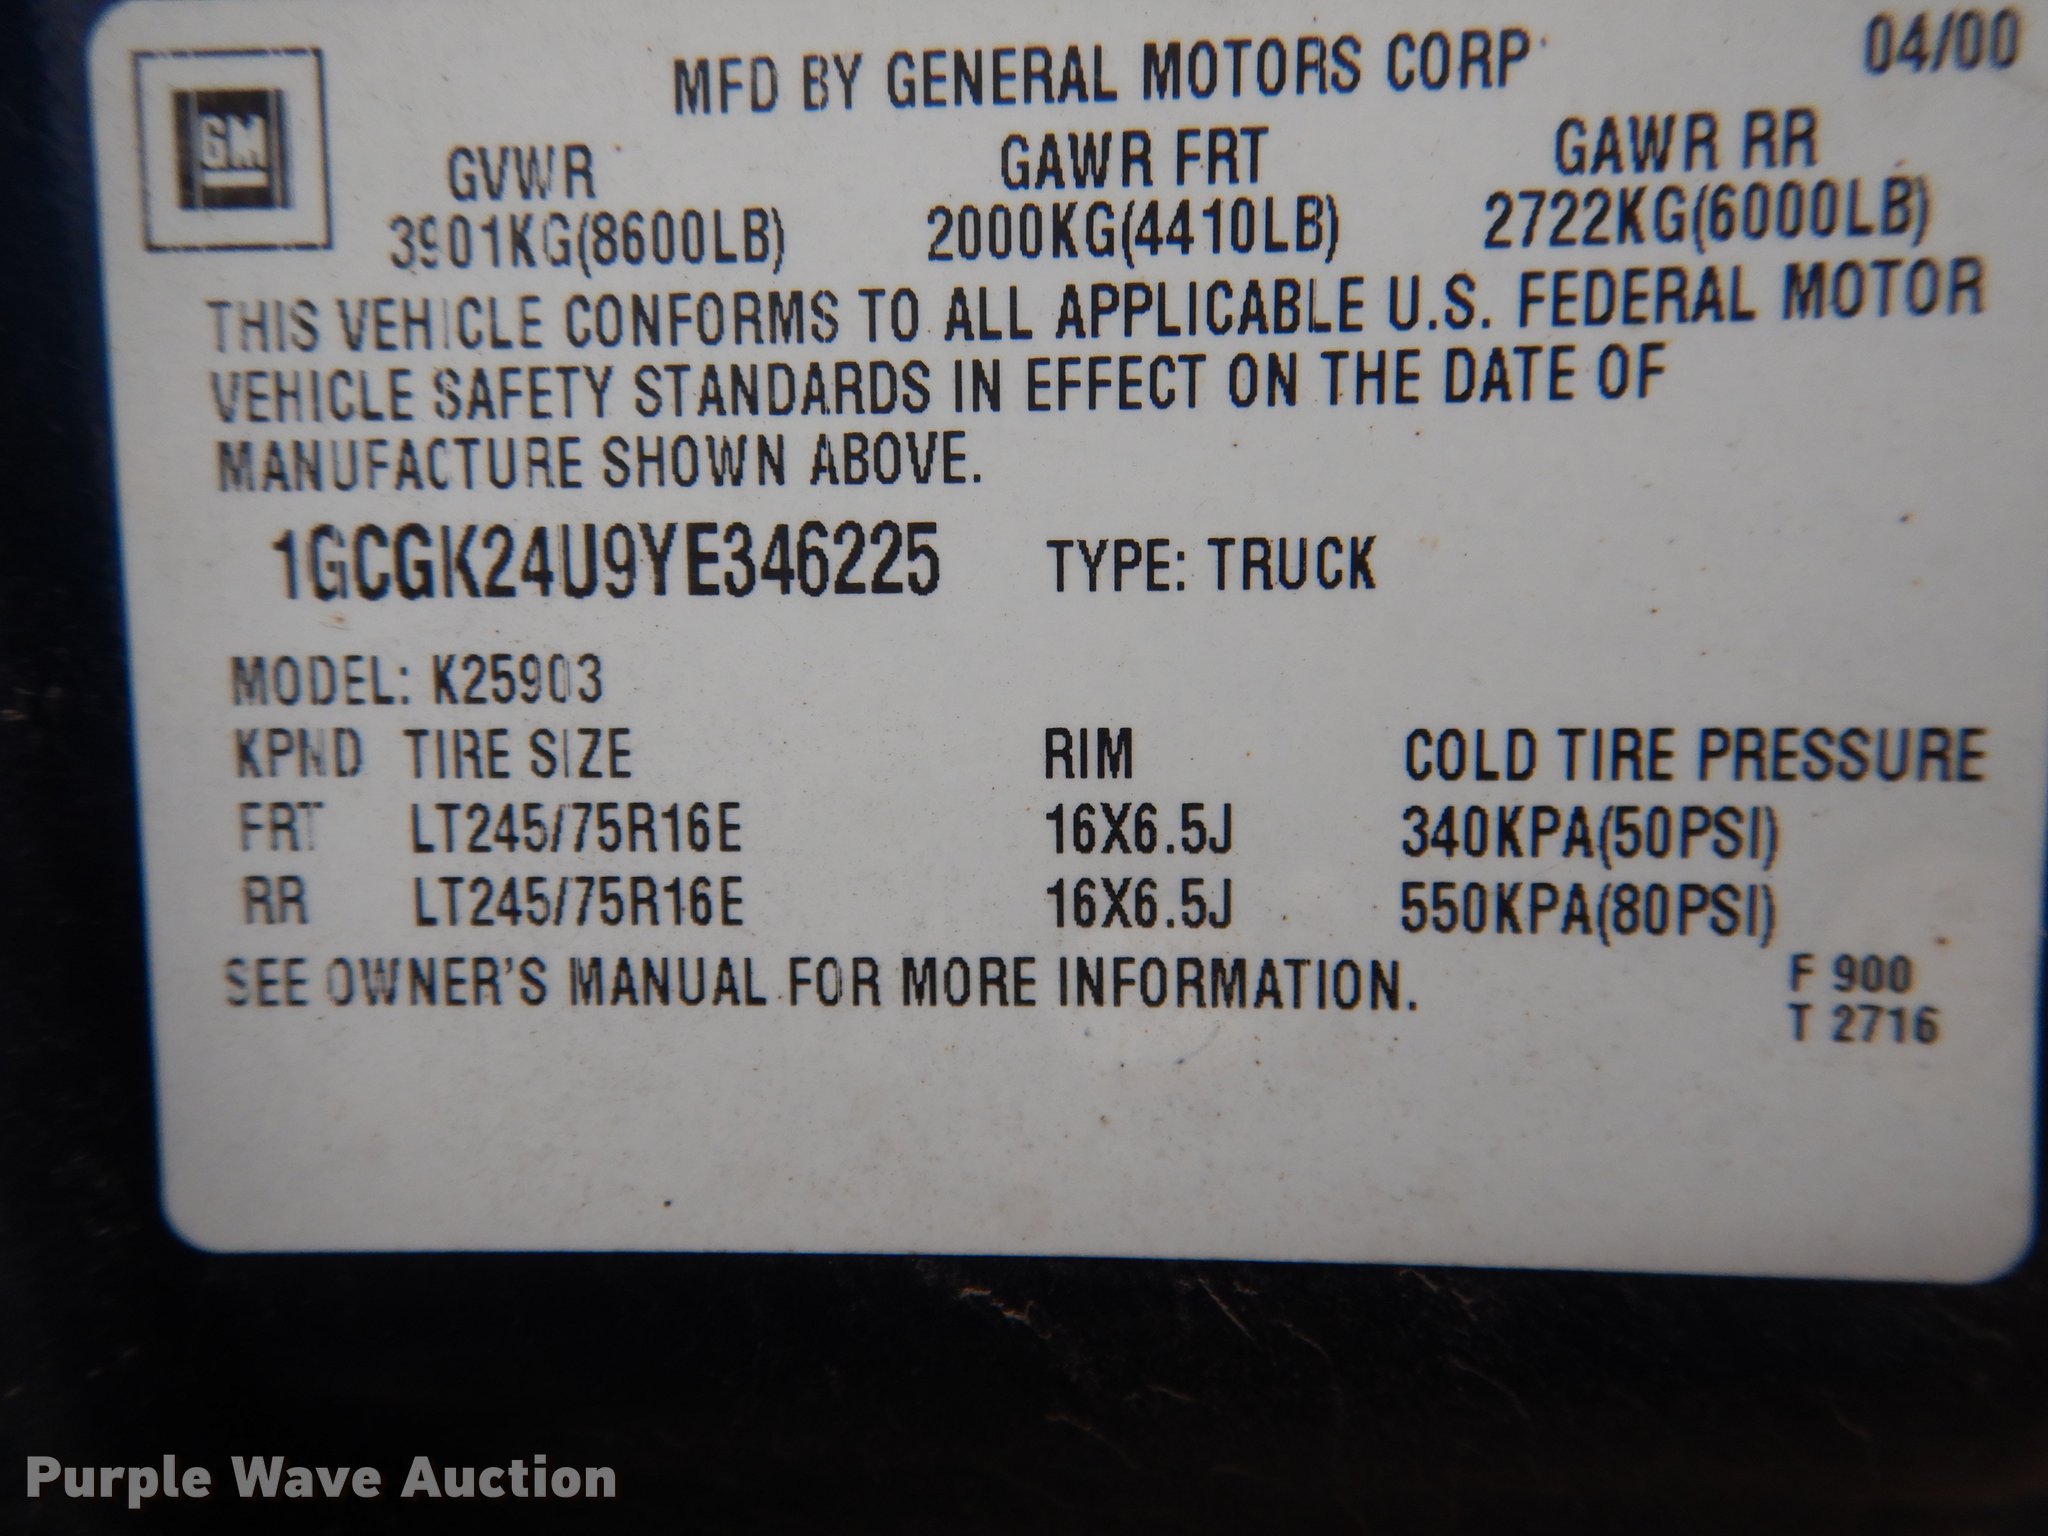 04/00
GM
MFD BY GENERAL MOTORS CORP
GVWR GAWR FRT GAWR RR
3901KG(8600LB) 2000KG(4410LB) 2722KG(6000LB)
THIS VEHICLE CONFORMS TO ALL APPLICABLE U.S. FEDERAL MOTOR
VEHICLE SAFETY STANDARDS IN EFFECT ON THE DATE OF
MANUFACTURE SHOWN ABOVE.
1GCGK24U9YE346225 TYPE: TRUCK
MODEL: K25903
KPND TIRE SIZE RIM COLD TIRE PRESSURE
FRT LT245/75R16E 16X6.5J 340KPA(50PSI)
RR LT245/75R16E 16X6.5J 550KPA(80PSI)
SEE OWNER'S MANUAL FOR MORE INFORMATION.
F 900
T 2716
Purple Wave Auction